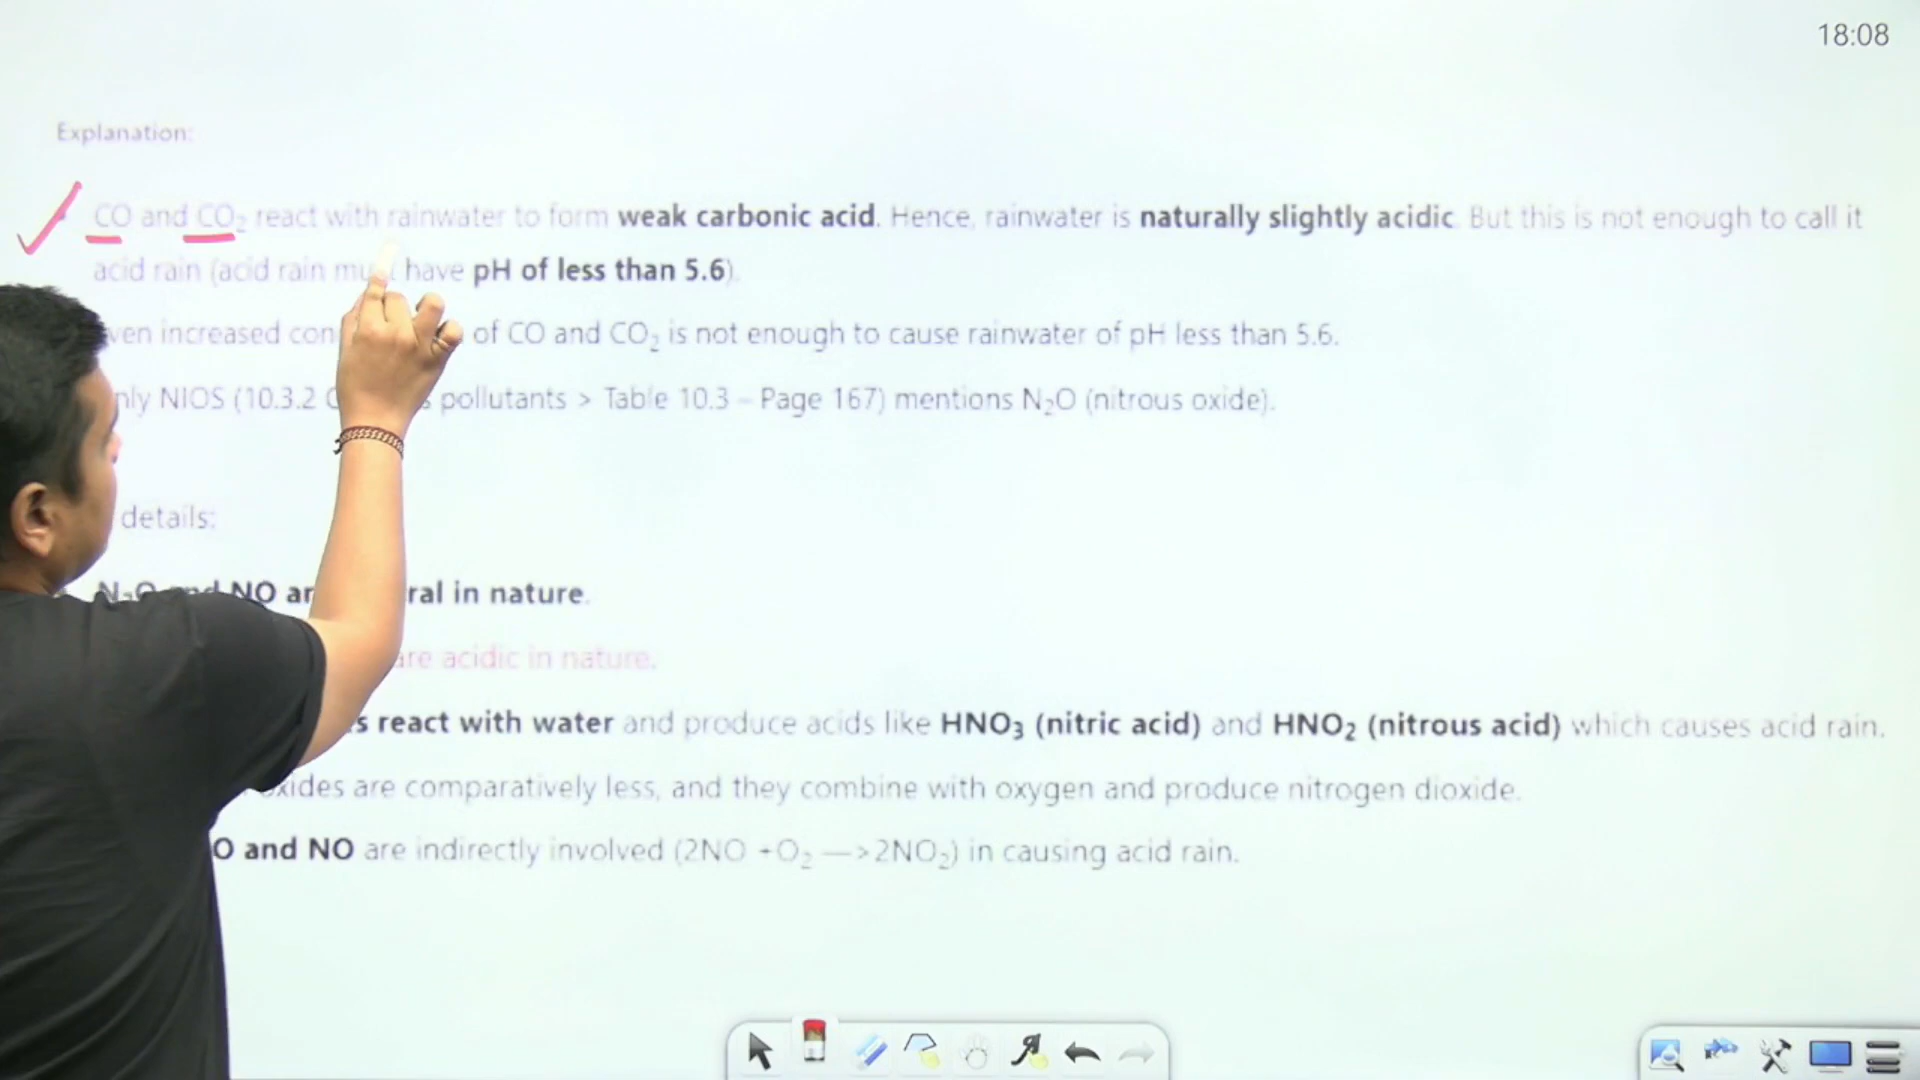 18:08
Explanation:
CO and CO₂ react with rainwater to form weak carbonic acid. Hence, rainwater is naturally slightly acidic. But this is not enough to call it
acid rain (acid rain have pH of less than 5.6).
increased of CO and CO₂ is not enough to cause rainwater of pH less than 5.6.
NIOS (10.3.2 pollutants > Table 10.3 – Page 167) mentions N₂O (nitrous oxide).
details:
N₂O and NO in nature.
are acidic in nature.
react with water and produce acids like HNO₃ (nitric acid) and HNO₂ (nitrous acid) which causes acid rain.
are comparatively less, and they combine with oxygen and produce nitrogen dioxide.
and NO are indirectly involved (2NO +O₂ —>2NO₂) in causing acid rain.